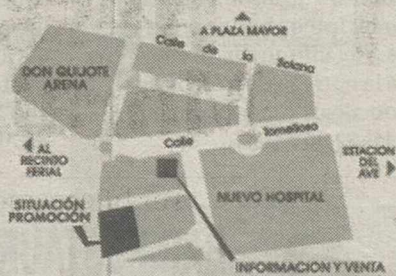 A PLAZA MAYOR
Calle de la Solana
DON QUIJOTE
ARENA
Calle Tomelloso
AL
RECINTO
FERIAL
ESTACION
DEL
AVE
SITUACIÓN
PROMOCIÓN
NUEVO HOSPITAL
INFORMACION Y VENTA